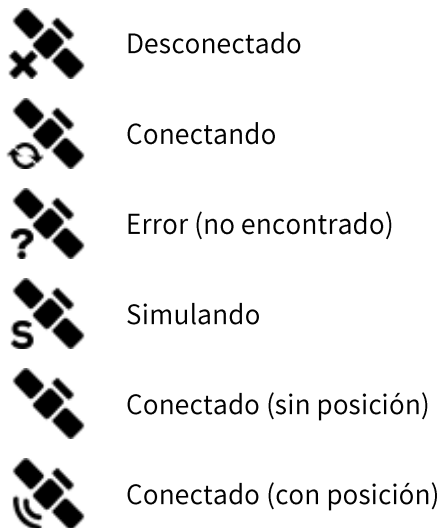 Desconectado
Conectando
? Error (no encontrado)
S Simulando
Conectado (sin posición)
Conectado (con posición)